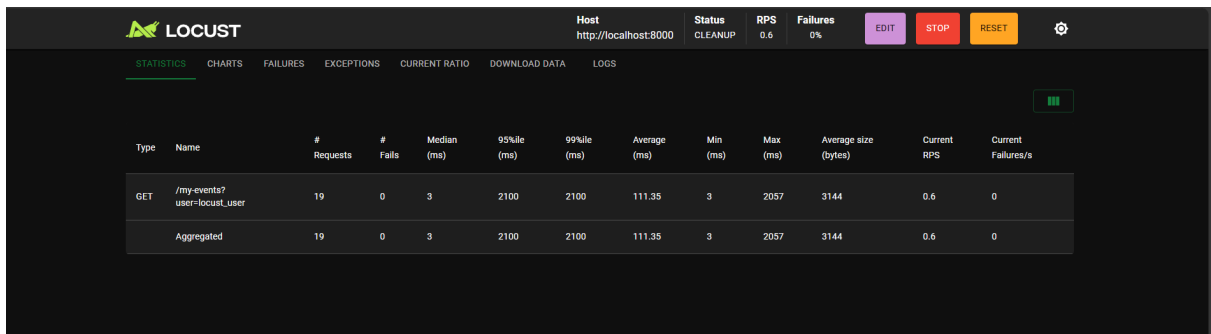 LOCUST
Host
http://localhost:8000
Status
CLEANUP
RPS
0.6
Failures
0%
EDIT
STOP
RESET
STATISTICS CHARTS FAILURES EXCEPTIONS CURRENT RATIO DOWNLOAD DATA LOGS
Type Name # Requests # Fails Median (ms) 95%ile (ms) 99%ile (ms) Average (ms) Min (ms) Max (ms) Average size (bytes) Current RPS Current Failures/s
GET /my-events?user=locust_user 19 0 3 2100 2100 111.35 3 2057 3144 0.6 0
Aggregated 19 0 3 2100 2100 111.35 3 2057 3144 0.6 0